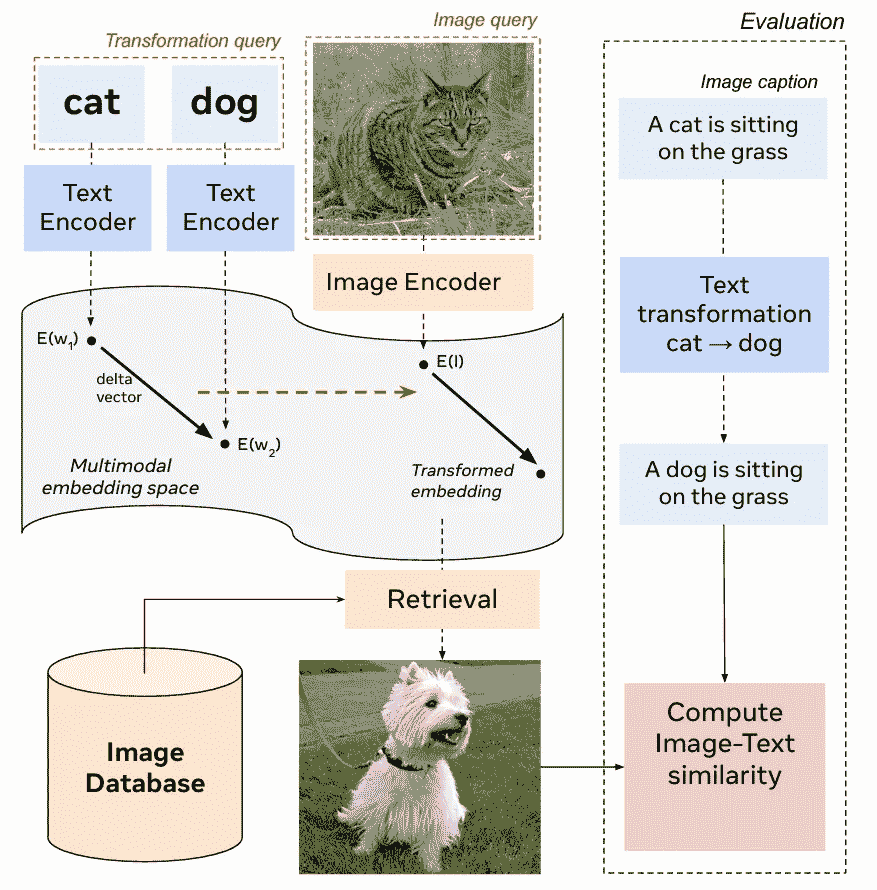 Transformation query
cat
dog
Text
Encoder
Text
Encoder
Image query
Image Encoder
E(w1)
delta
vector
E(w2)
Multimodal
embedding space
E(I)
Transformed
embedding
Retrieval
Image
Database
Evaluation
Image caption
A cat is sitting
on the grass
Text
transformation
cat → dog
A dog is sitting
on the grass
Compute
Image-Text
similarity